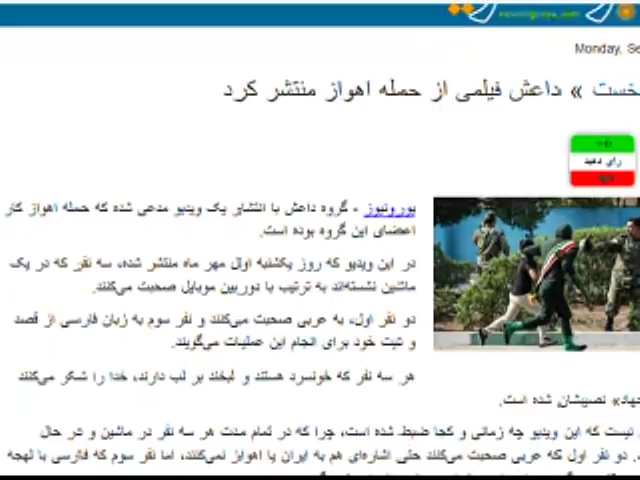 Monday, Se
نخست » داعش فیلمی از حمله اهواز منتشر کرد
رای دهید
یورونیوز - گروه داعش با انتشار یک ویدیو مدعی شده که حمله اهواز کار
اعضای این گروه بوده است.
در این ویدیو که روز یکشنبه اول مهر ماه منتشر شده، سه نفر که در یک
ماشین نشسته‌اند به ترتیب با دوربین موبایل صحبت می‌کنند.
دو نفر اول، به عربی صحبت می‌کنند و نفر سوم به زبان فارسی از قصد
و نیت خود برای انجام این عملیات می‌گویند.
هر سه نفر که خونسرد هستند و لبخند بر لب دارند، خدا را شکر می‌کنند
جهاد» نصیبشان شده است.
نیست که این ویدیو چه زمانی و کجا ضبط شده است، چرا که در تمام مدت هر سه نفر در ماشین و در حال
. دو نفر اول که عربی صحبت می‌کنند حتی اشاره‌ای هم به ایران یا اهواز نمی‌کنند، اما نفر سوم که فارسی با لهجه